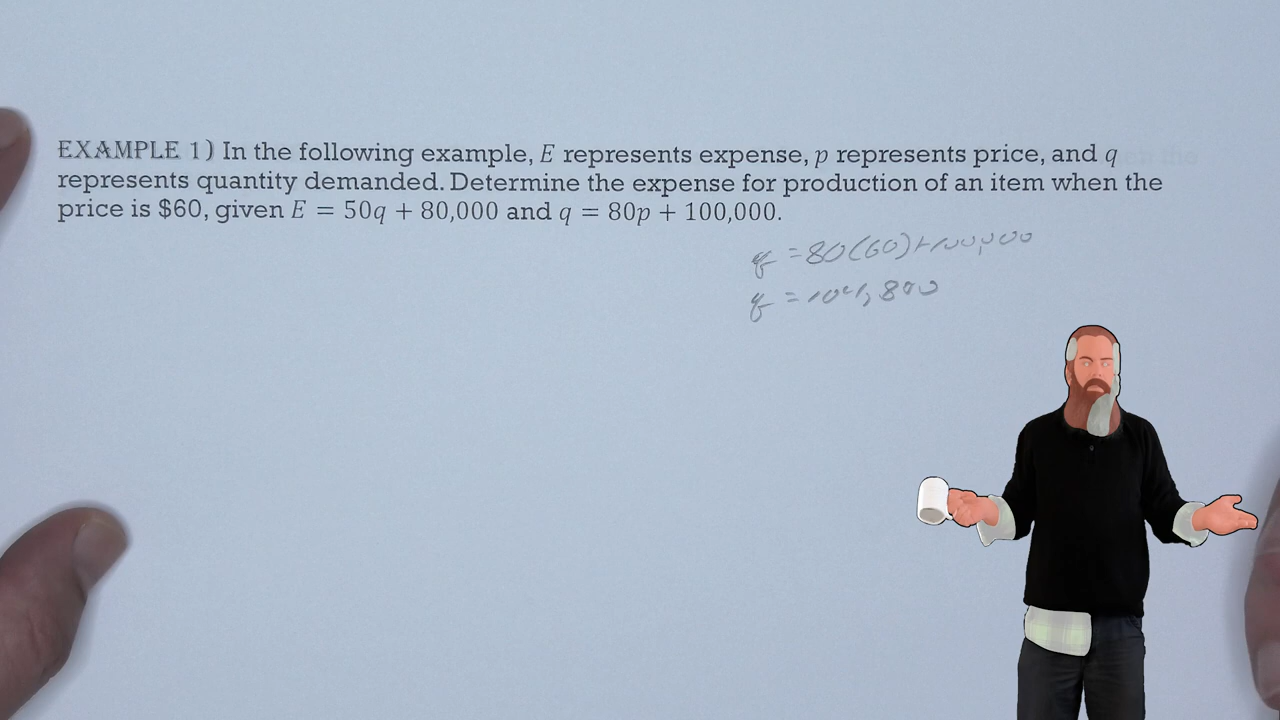 EXAMPLE 1) In the following example, E represents expense, p represents price, and q
represents quantity demanded. Determine the expense for production of an item when the
price is $60, given E = 50q + 80,000 and q = 80p + 100,000.
q = 80(60)+100,000
q = 104,800